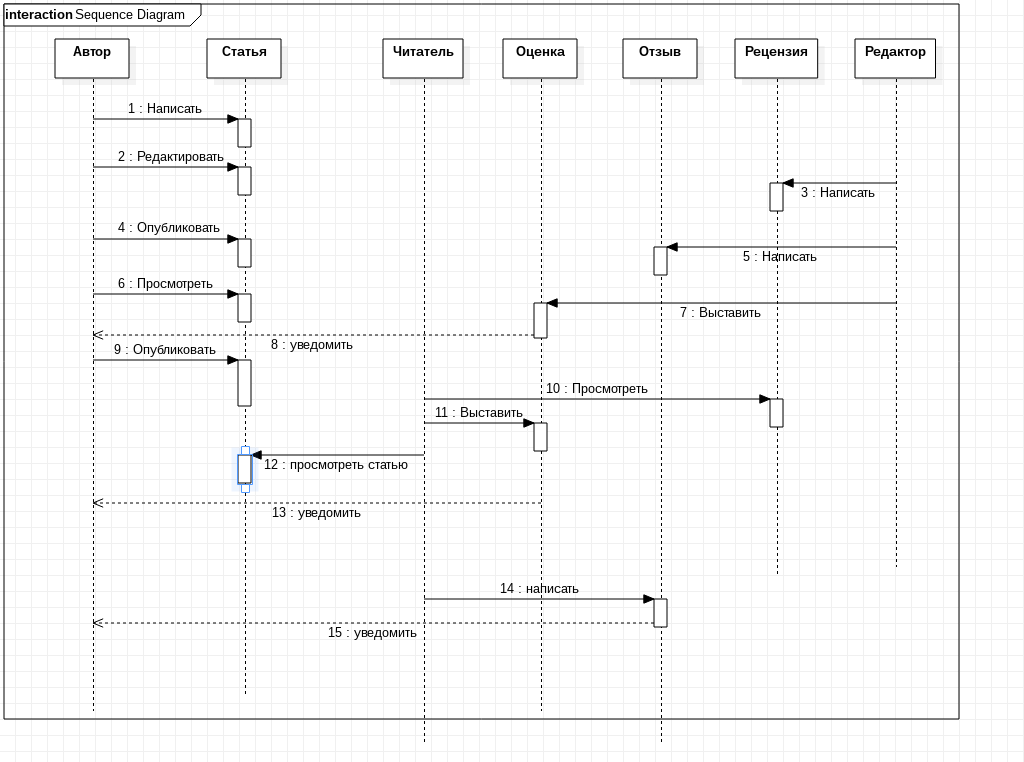 interaction Sequence Diagram
Автор
Статья
Читатель
Оценка
Отзыв
Рецензия
Редактор
1 : Написать
2 : Редактировать
3 : Написать
4 : Опубликовать
5 : Написать
6 : Просмотреть
7 : Выставить
8 : уведомить
9 : Опубликовать
10 : Просмотреть
11 : Выставить
12 : просмотреть статью
13 : уведомить
14 : написать
15 : уведомить